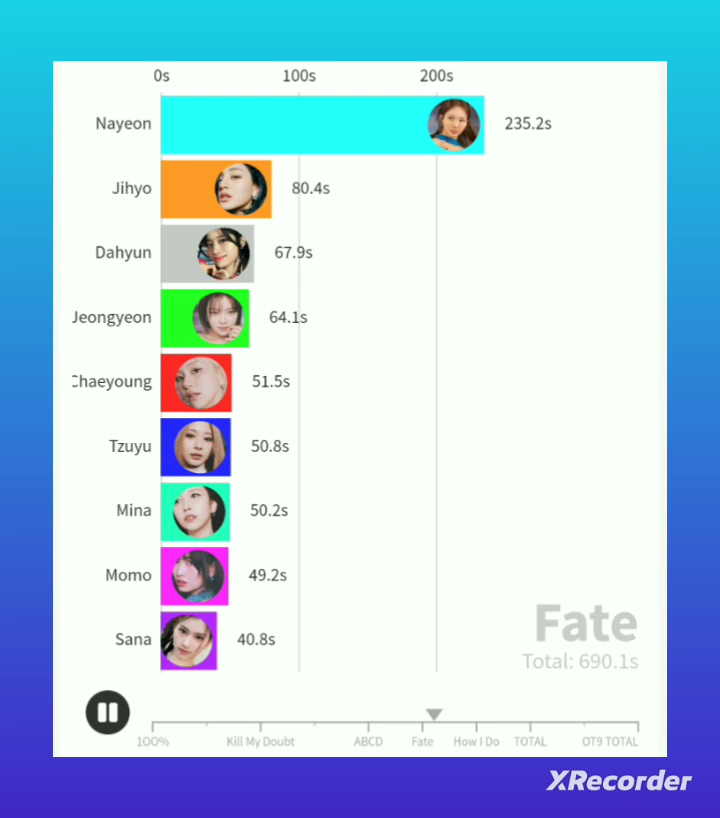 0s 100s 200s
Nayeon 235.2s
Jihyo 80.4s
Dahyun 67.9s
Jeongyeon 64.1s
Chaeyoung 51.5s
Tzuyu 50.8s
Mina 50.2s
Momo 49.2s
Sana 40.8s
Fate
Total: 690.1s
100% Kill My Doubt ABCD Fate How I Do TOTAL OT9 TOTAL
XRecorder